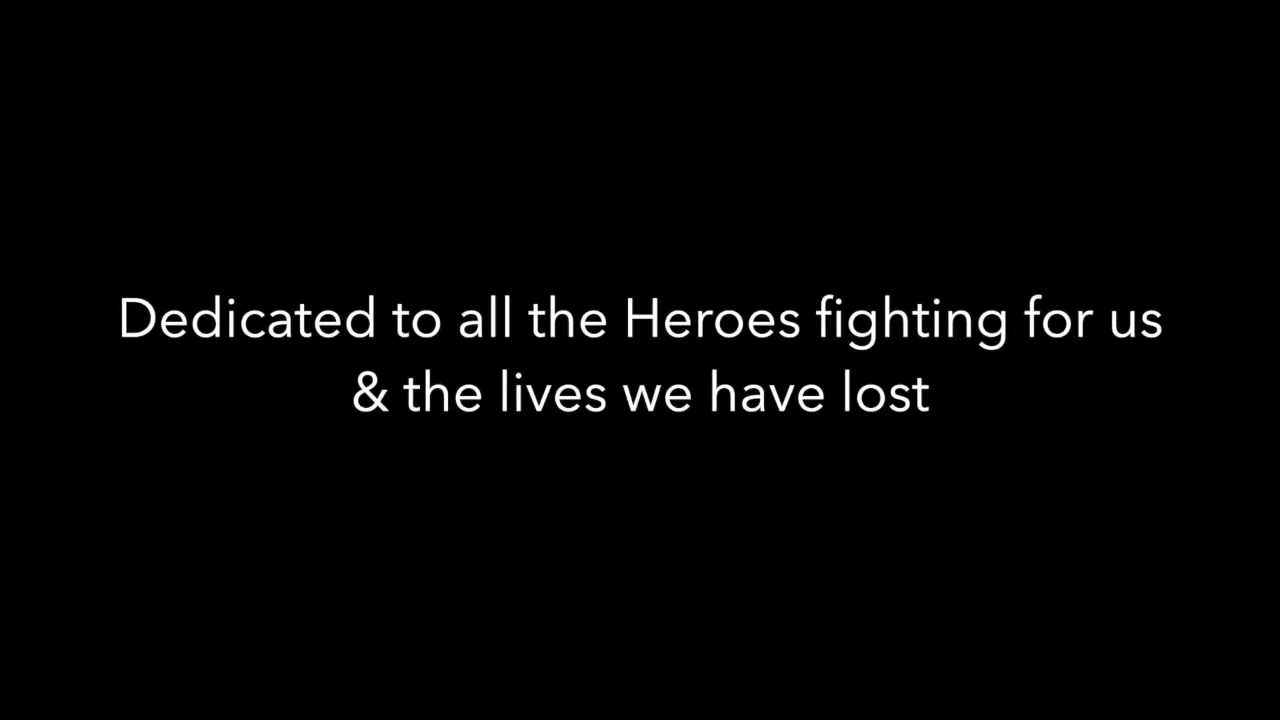 Dedicated to all the Heroes fighting for us
& the lives we have lost